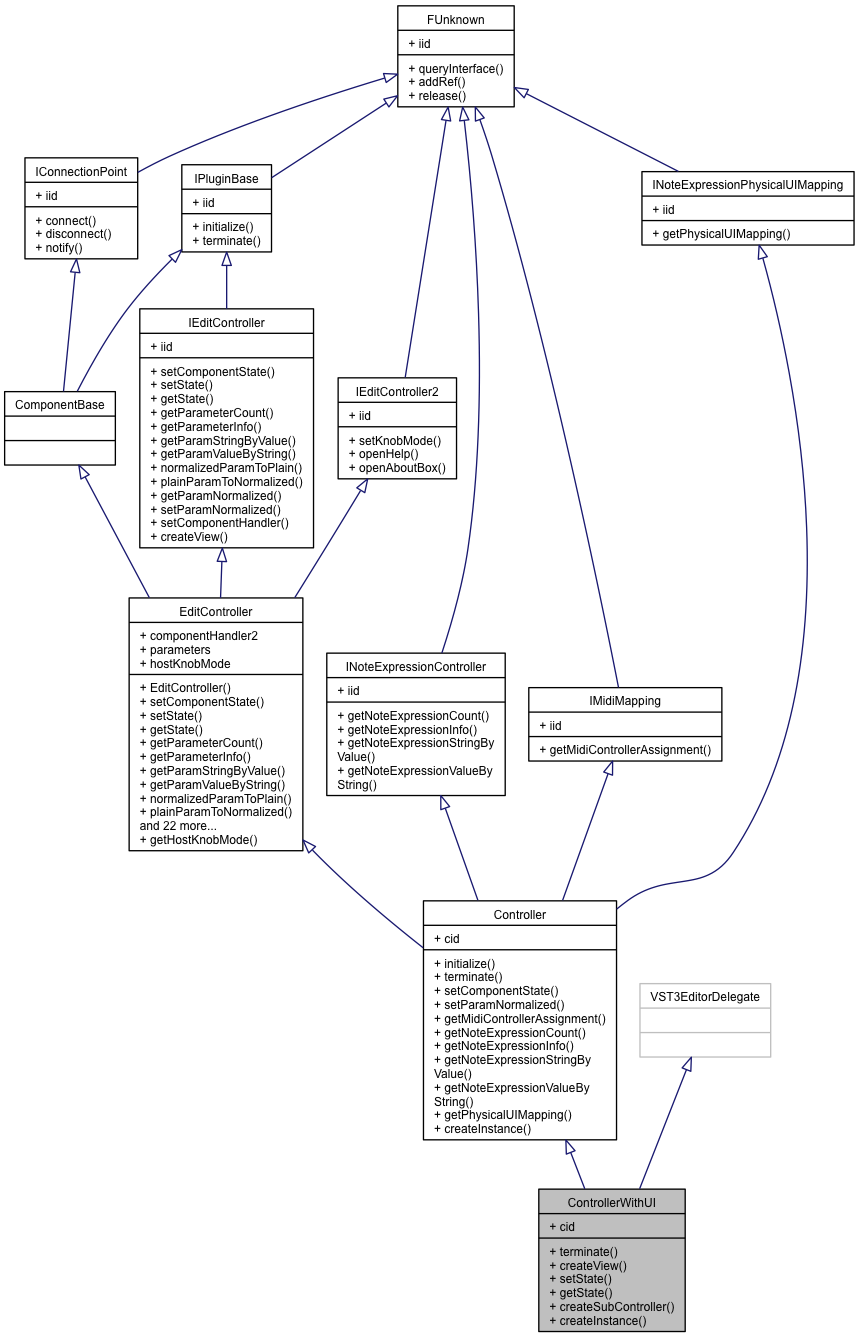 FUnknown
+ iid
+ queryInterface()
+ addRef()
+ release()
IConnectionPoint
+ iid
+ connect()
+ disconnect()
+ notify()
IPluginBase
+ iid
+ initialize()
+ terminate()
INoteExpressionPhysicalUIMapping
+ iid
+ getPhysicalUIMapping()
IEditController
+ iid
+ setComponentState()
+ setState()
+ getState()
+ getParameterCount()
+ getParameterInfo()
+ getParamStringByValue()
+ getParamValueByString()
+ normalizedParamToPlain()
+ plainParamToNormalized()
+ getParamNormalized()
+ setParamNormalized()
+ setComponentHandler()
+ createView()
ComponentBase
IEditController2
+ iid
+ setKnobMode()
+ openHelp()
+ openAboutBox()
EditController
+ componentHandler2
+ parameters
+ hostKnobMode
+ EditController()
+ setComponentState()
+ setState()
+ getState()
+ getParameterCount()
+ getParameterInfo()
+ getParamStringByValue()
+ getParamValueByString()
+ normalizedParamToPlain()
+ plainParamToNormalized()
and 22 more...
+ getHostKnobMode()
INoteExpressionController
+ iid
+ getNoteExpressionCount()
+ getNoteExpressionInfo()
+ getNoteExpressionStringBy
Value()
+ getNoteExpressionValueBy
String()
IMidiMapping
+ iid
+ getMidiControllerAssignment()
Controller
+ cid
+ initialize()
+ terminate()
+ setComponentState()
+ setParamNormalized()
+ getMidiControllerAssignment()
+ getNoteExpressionCount()
+ getNoteExpressionInfo()
+ getNoteExpressionStringBy
Value()
+ getNoteExpressionValueBy
String()
+ getPhysicalUIMapping()
+ createInstance()
VST3EditorDelegate
ControllerWithUI
+ cid
+ terminate()
+ createView()
+ setState()
+ getState()
+ createSubController()
+ createInstance()